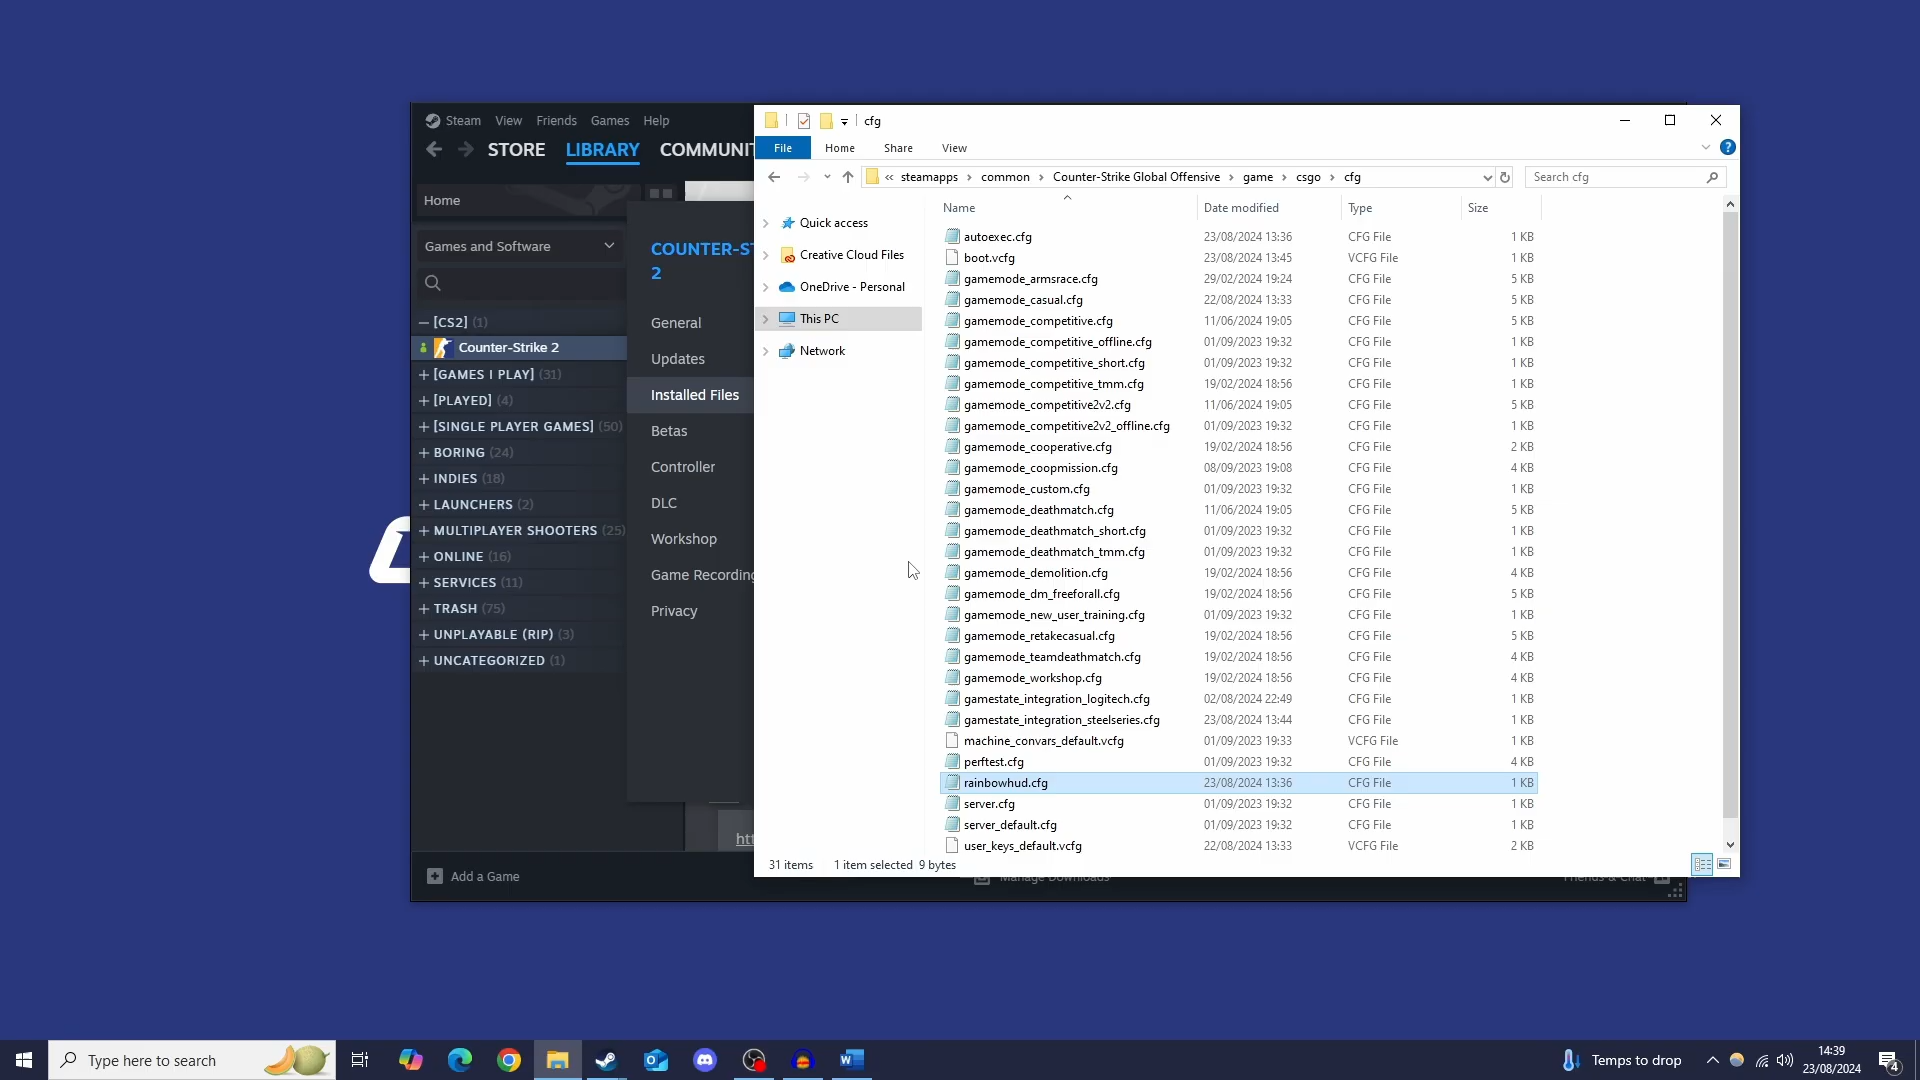 Steam View Friends Games Help
STORE LIBRARY COMMUNIT
Home
Games and Software
[CS2] (1)
Counter-Strike 2
[GAMES I PLAY] (31)
[PLAYED] (4)
[SINGLE PLAYER GAMES] (50)
BORING (24)
INDIES (18)
LAUNCHERS (2)
MULTIPLAYER SHOOTERS (25)
ONLINE (16)
SERVICES (11)
TRASH (75)
UNPLAYABLE (RIP) (3)
UNCATEGORIZED (1)
Add a Game
COUNTER-ST
2
General
Updates
Installed Files
Betas
Controller
DLC
Workshop
Game Recording
Privacy
htt
cfg
File Home Share View
« steamapps › common › Counter-Strike Global Offensive › game › csgo › cfg
Search cfg
Quick access
Creative Cloud Files
OneDrive - Personal
This PC
Network
Name Date modified Type Size
autoexec.cfg 23/08/2024 13:36 CFG File 1 KB
boot.vcfg 23/08/2024 13:45 VCFG File 1 KB
gamemode_armsrace.cfg 29/02/2024 19:24 CFG File 5 KB
gamemode_casual.cfg 22/08/2024 13:33 CFG File 5 KB
gamemode_competitive.cfg 11/06/2024 19:05 CFG File 5 KB
gamemode_competitive_offline.cfg 01/09/2023 19:32 CFG File 1 KB
gamemode_competitive_short.cfg 01/09/2023 19:32 CFG File 1 KB
gamemode_competitive_tmm.cfg 19/02/2024 18:56 CFG File 1 KB
gamemode_competitive2v2.cfg 11/06/2024 19:05 CFG File 5 KB
gamemode_competitive2v2_offline.cfg 01/09/2023 19:32 CFG File 1 KB
gamemode_cooperative.cfg 19/02/2024 18:56 CFG File 2 KB
gamemode_coopmission.cfg 08/09/2023 19:08 CFG File 4 KB
gamemode_custom.cfg 01/09/2023 19:32 CFG File 1 KB
gamemode_deathmatch.cfg 11/06/2024 19:05 CFG File 5 KB
gamemode_deathmatch_short.cfg 01/09/2023 19:32 CFG File 1 KB
gamemode_deathmatch_tmm.cfg 01/09/2023 19:32 CFG File 1 KB
gamemode_demolition.cfg 19/02/2024 18:56 CFG File 4 KB
gamemode_dm_freeforall.cfg 19/02/2024 18:56 CFG File 5 KB
gamemode_new_user_training.cfg 01/09/2023 19:32 CFG File 1 KB
gamemode_retakecasual.cfg 19/02/2024 18:56 CFG File 5 KB
gamemode_teamdeathmatch.cfg 19/02/2024 18:56 CFG File 4 KB
gamemode_workshop.cfg 19/02/2024 18:56 CFG File 4 KB
gamestate_integration_logitech.cfg 02/08/2024 22:49 CFG File 1 KB
gamestate_integration_steelseries.cfg 23/08/2024 13:44 CFG File 1 KB
machine_convars_default.vcfg 01/09/2023 19:33 VCFG File 1 KB
perftest.cfg 01/09/2023 19:32 CFG File 4 KB
rainbowhud.cfg 23/08/2024 13:36 CFG File 1 KB
server.cfg 01/09/2023 19:32 CFG File 1 KB
server_default.cfg 01/09/2023 19:32 CFG File 1 KB
user_keys_default.vcfg 22/08/2024 13:33 VCFG File 2 KB
31 items 1 item selected 9 bytes
Manage Downloads
Friends & Chat
Type here to search
Temps to drop
14:39
23/08/2024
4